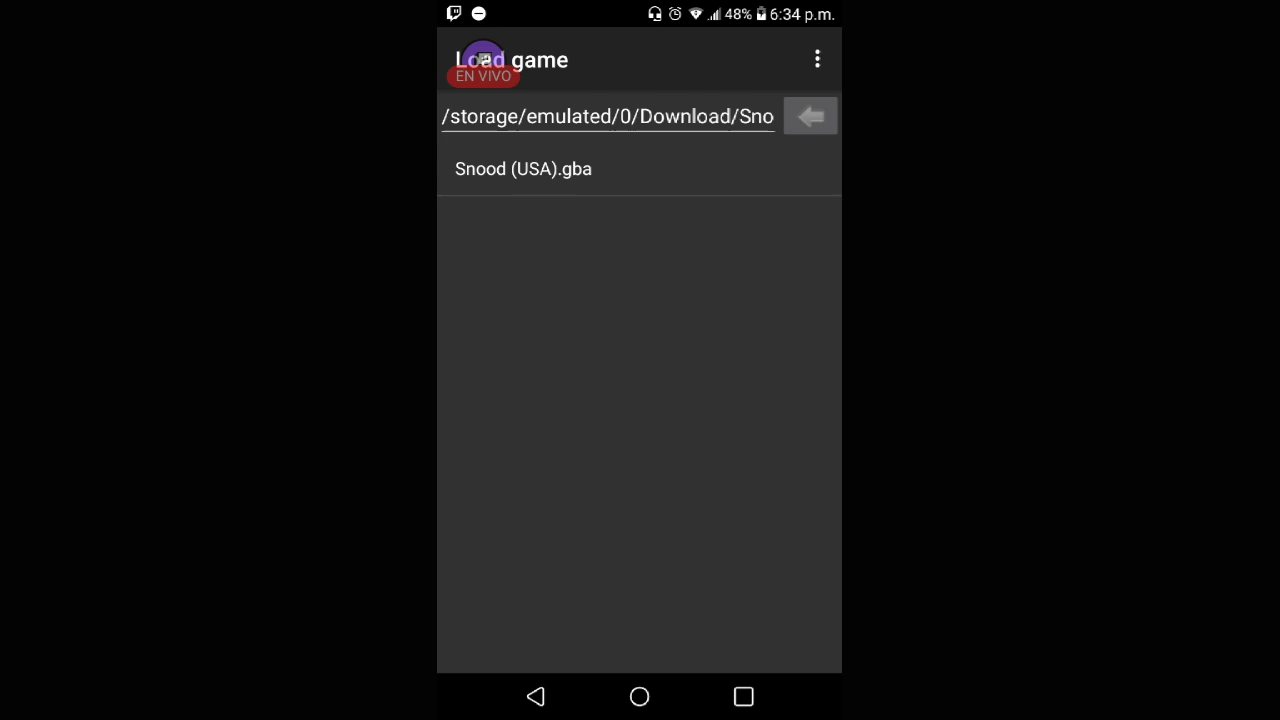 48% 6:34 p.m.
Load game
EN VIVO
/storage/emulated/0/Download/Sno
Snood (USA).gba